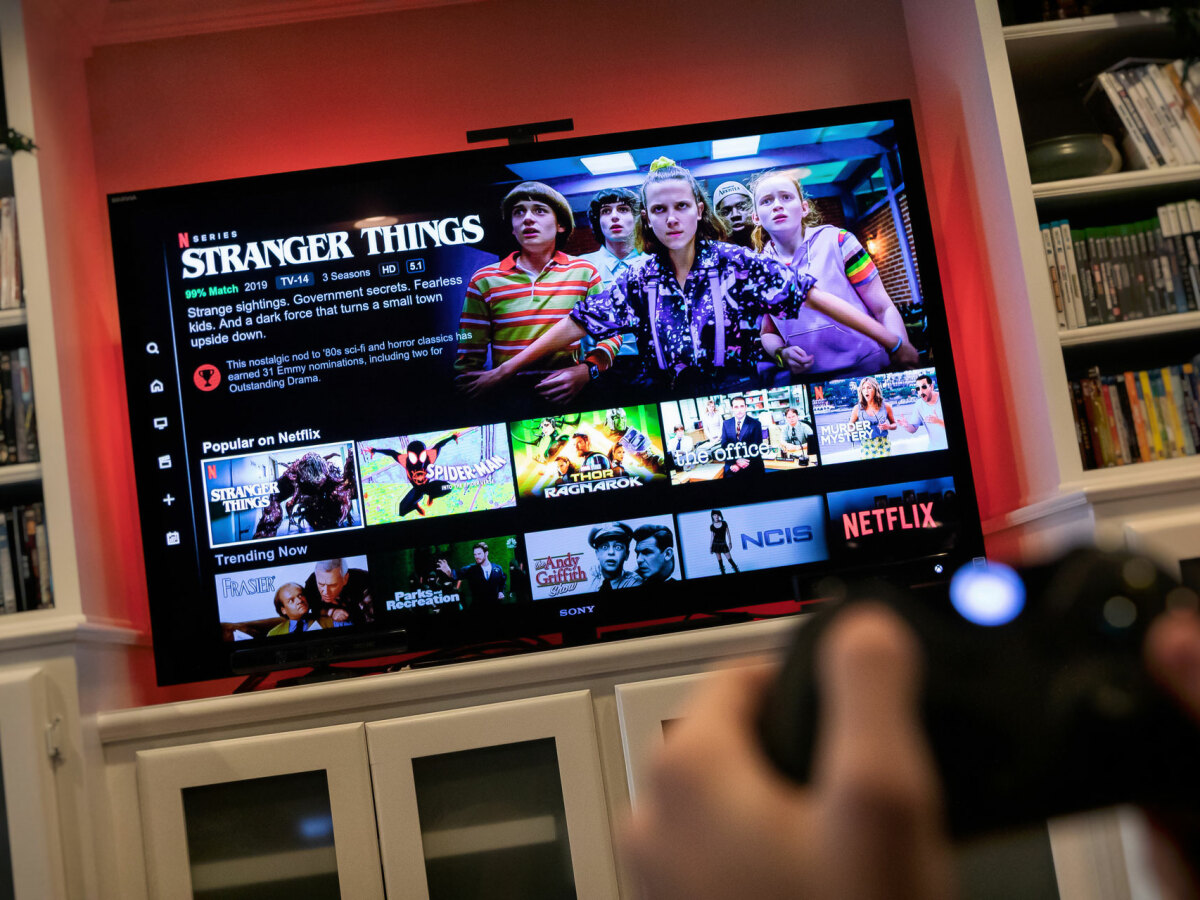 N SERIES
STRANGER THINGS
99% Match 2019 TV-14 3 Seasons HD 5.1
Strange sightings. Government secrets. Fearless
kids. And a dark force that turns a small town
upside down.
This nostalgic nod to '80s sci-fi and horror classics has
earned 31 Emmy nominations, including two for
Outstanding Drama.
Popular on Netflix
N
STRANGER
THINGS
SPIDER-MAN
THOR
RAGNAROK
the office
N
MURDER
MYSTERY
Trending Now
FRASIER
Parks and
Recreation
The
Andy
Griffith
Show
NCIS
NETFLIX
SONY